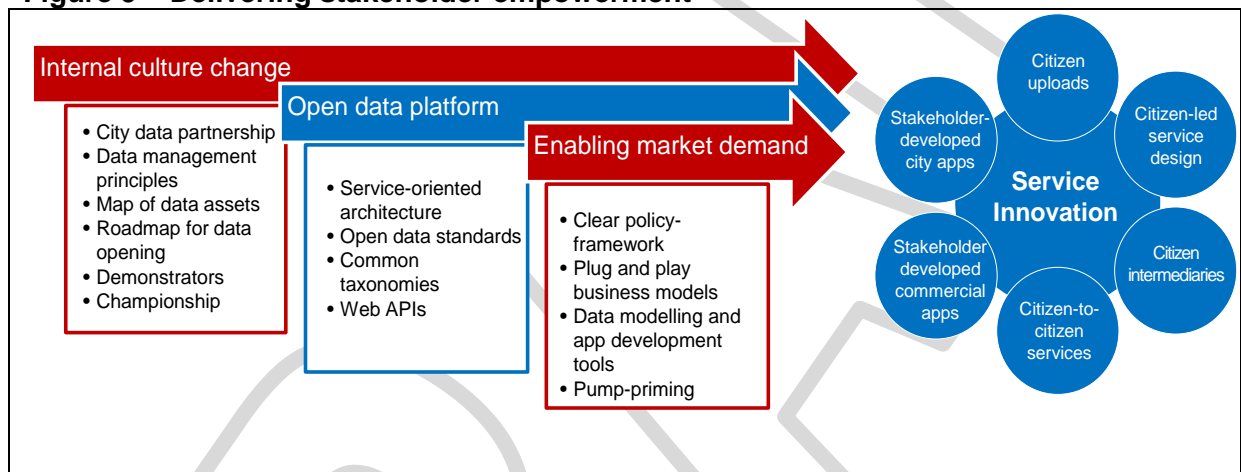 Internal culture change
• City data partnership
• Data management
principles
• Map of data assets
• Roadmap for data
opening
• Demonstrators
• Championship
Open data platform
• Service-oriented
architecture
• Open data standards
• Common
taxonomies
• Web APIs
Enabling market demand
• Clear policy-
framework
• Plug and play
business models
• Data modelling and
app development
tools
• Pump-priming
Service
Innovation
Citizen
uploads
Citizen-led
service
design
Citizen
intermediaries
Citizen-to-
citizen
services
Stakeholder
developed
commercial
apps
Stakeholder-
developed
city apps